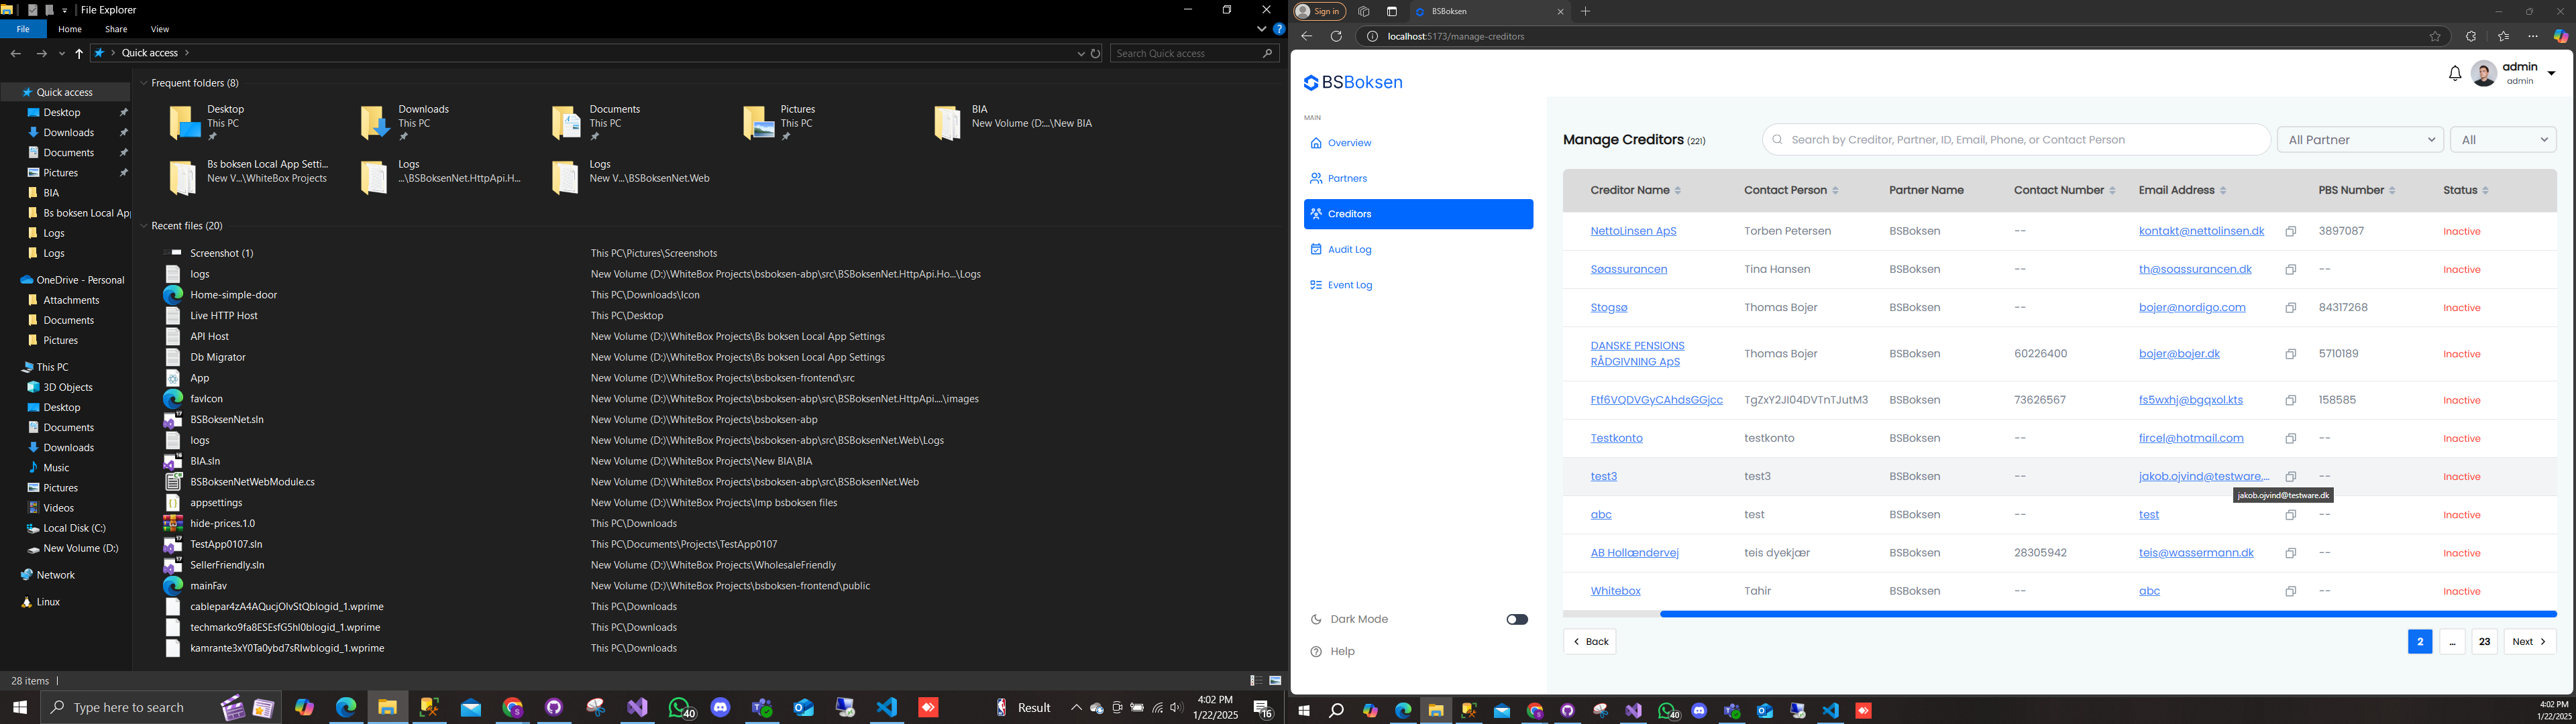 File Explorer
Sign in
BSBoksen
File Home Share View
localhost:5173/manage-creditors
Quick access
Search Quick access
Quick access
Desktop
Downloads
Documents
Pictures
BIA
Bs boksen Local App
Logs
Logs
OneDrive - Personal
Attachments
Documents
Pictures
This PC
3D Objects
Desktop
Documents
Downloads
Music
Pictures
Videos
Local Disk (C:)
New Volume (D:)
Network
Linux
Frequent folders (8)
Desktop
This PC
Downloads
This PC
Documents
This PC
Pictures
This PC
BIA
New Volume (D:...\New BIA
Bs boksen Local App Setti...
New V...\WhiteBox Projects
Logs
...\BSBoksenNet.HttpApi.H...
Logs
New V...\BSBoksenNet.Web
Recent files (20)
Screenshot (1) This PC\Pictures\Screenshots
logs New Volume (D:)\WhiteBox Projects\bsboksen-abp\src\BSBoksenNet.HttpApi.Ho...\Logs
Home-simple-door This PC\Downloads\Icon
Live HTTP Host This PC\Desktop
API Host New Volume (D:)\WhiteBox Projects\Bs boksen Local App Settings
Db Migrator New Volume (D:)\WhiteBox Projects\Bs boksen Local App Settings
App New Volume (D:)\WhiteBox Projects\bsboksen-frontend\src
favIcon New Volume (D:)\WhiteBox Projects\bsboksen-abp\src\BSBoksenNet.HttpApi....\images
BSBoksenNet.sln New Volume (D:)\WhiteBox Projects\bsboksen-abp
logs New Volume (D:)\WhiteBox Projects\bsboksen-abp\src\BSBoksenNet.Web\Logs
BIA.sln New Volume (D:)\WhiteBox Projects\New BIA\BIA
BSBoksenNetWebModule.cs New Volume (D:)\WhiteBox Projects\bsboksen-abp\src\BSBoksenNet.Web
appsettings New Volume (D:)\WhiteBox Projects\Imp bsboksen files
hide-prices.1.0 This PC\Downloads
TestApp0107.sln This PC\Documents\Projects\TestApp0107
SellerFriendly.sln New Volume (D:)\WhiteBox Projects\WholesaleFriendly
mainFav New Volume (D:)\WhiteBox Projects\bsboksen-frontend\public
cablepar4zA4AQucjOlvStQblogid_1.wprime This PC\Downloads
techmarko9fa8ESEsfG5hl0blogid_1.wprime This PC\Downloads
kamrante3xY0Ta0ybd7sRIwblogid_1.wprime This PC\Downloads
28 items
Type here to search
40
Result
4:02 PM
1/22/2025
16
BSBoksen
admin
admin
MAIN
Overview
Partners
Creditors
Audit Log
Event Log
Dark Mode
Help
Manage Creditors (221)
Search by Creditor, Partner, ID, Email, Phone, or Contact Person
All Partner
All
Creditor Name Contact Person Partner Name Contact Number Email Address PBS Number Status
NettoLinsen ApS Torben Petersen BSBoksen -- kontakt@nettolinsen.dk 3897087 Inactive
Søassurancen Tina Hansen BSBoksen -- th@soassurancen.dk -- Inactive
Stogsø Thomas Bojer BSBoksen -- bojer@nordigo.com 84317268 Inactive
DANSKE PENSIONS RÅDGIVNING ApS Thomas Bojer BSBoksen 60226400 bojer@bojer.dk 5710189 Inactive
Ftf6VQDVGyCAhdsGGjcc TgZxY2JI04DVTnTJutM3 BSBoksen 73626567 fs5wxhj@bgqxol.kts 158585 Inactive
Testkonto testkonto BSBoksen -- fircel@hotmail.com -- Inactive
test3 test3 BSBoksen -- jakob.ojvind@testware.... -- Inactive
jakob.ojvind@testware.dk
abc test BSBoksen -- test -- Inactive
AB Hollændervej teis dyekjær BSBoksen 28305942 teis@wassermann.dk -- Inactive
Whitebox Tahir BSBoksen -- abc -- Inactive
Back
2 ... 23 Next
40
4:02 PM
1/22/2025